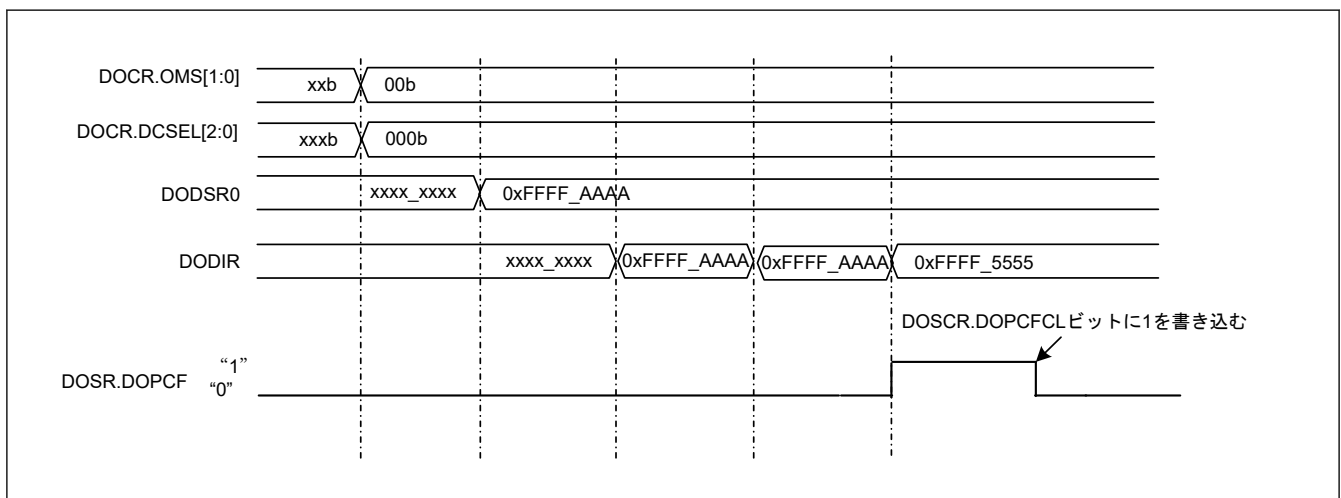 DOCR.OMS[1:0] xxb 00b
DOCR.DCSEL[2:0] xxxb 000b
DODSR0 xxxx_xxxx 0xFFFF_AAAA
DODIR xxxx_xxxx 0xFFFF_AAAA 0xFFFF_AAAA 0xFFFF_5555
DOSCR.DOPCFCLビットに1を書き込む
“1”
DOSR.DOPCF “0”